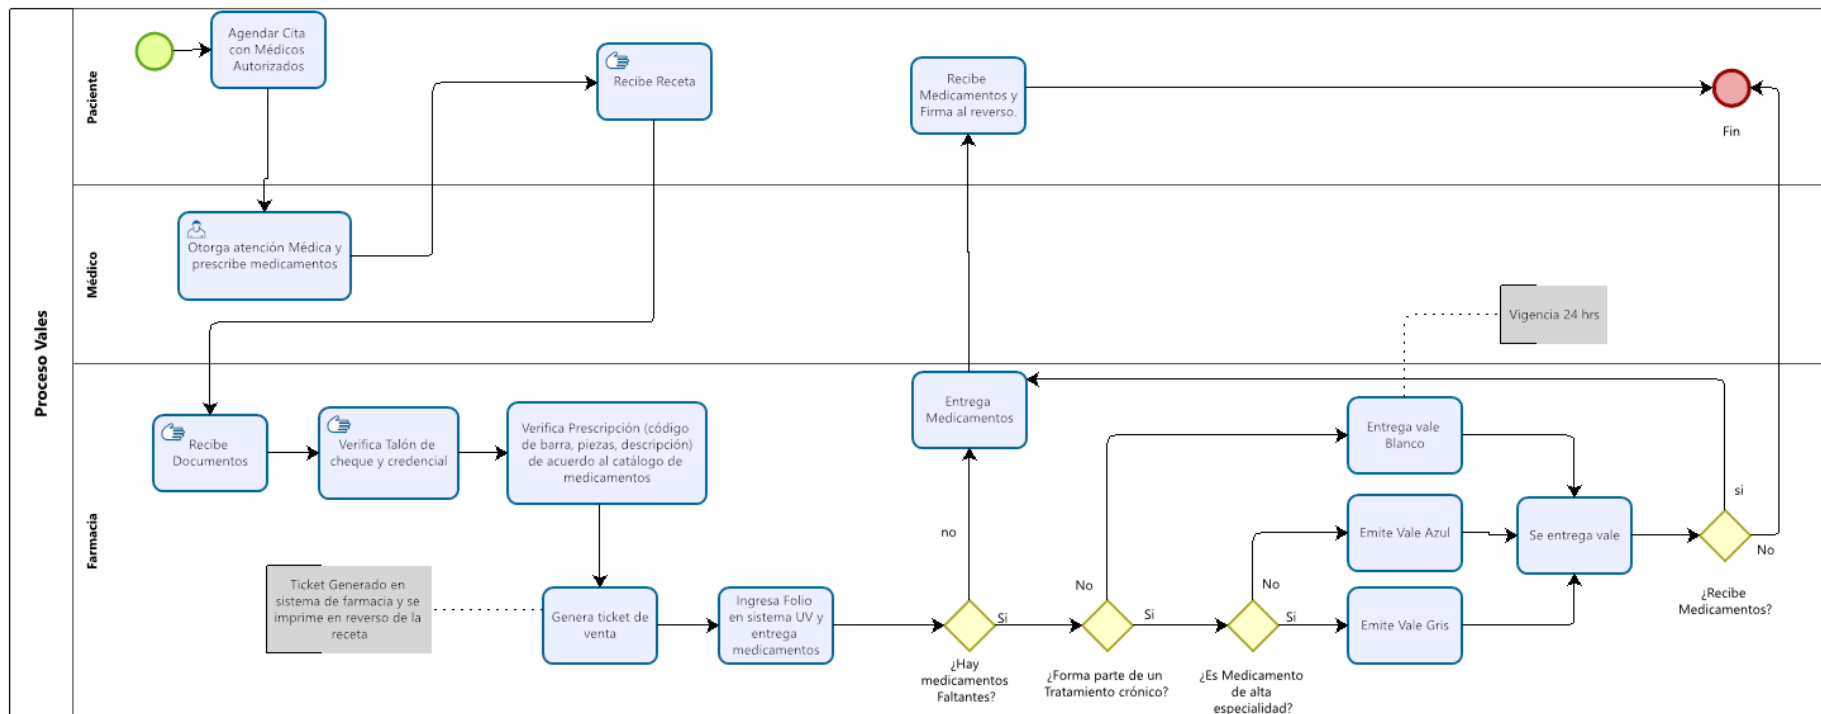 Proceso Vales
Paciente
Agendar Cita
con Médicos
Autorizados
Recibe Receta
Recibe
Medicamentos y
Firma al reverso.
Fin
Médico
Otorga atención Médica y
prescribe medicamentos
Vigencia 24 hrs
Farmacia
Recibe
Documentos
Verifica Talón de
cheque y credencial
Verifica Prescripción (código
de barra, piezas, descripción)
de acuerdo al catálogo de
medicamentos
Ticket Generado en
sistema de farmacia y se
imprime en reverso de la
receta
Genera ticket de
venta
Ingresa Folio
en sistema UV y
entrega
medicamentos
Entrega
Medicamentos
no
Si
¿Hay
medicamentos
Faltantes?
No
Si
¿Forma parte de un
Tratamiento crónico?
No
Si
¿Es Medicamento
de alta
especialidad?
Entrega vale
Blanco
Emite Vale Azul
Emite Vale Gris
Se entrega vale
si
No
¿Recibe
Medicamentos?